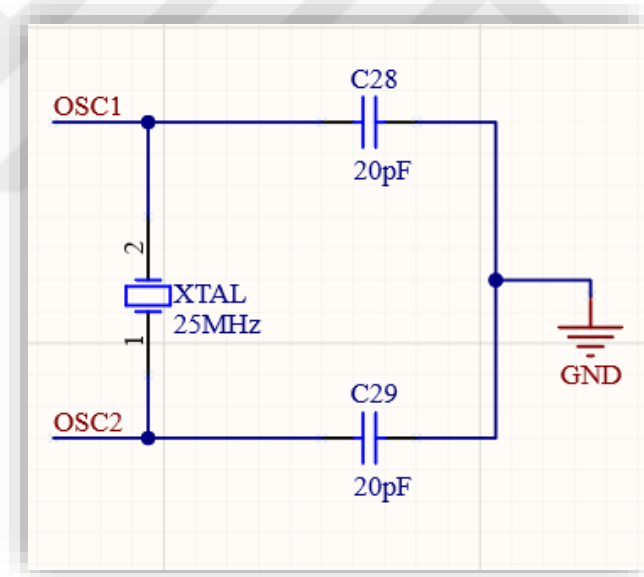 C28
OSC1
20pF
2
XTAL
25MHz
1
GND
C29
OSC2
20pF